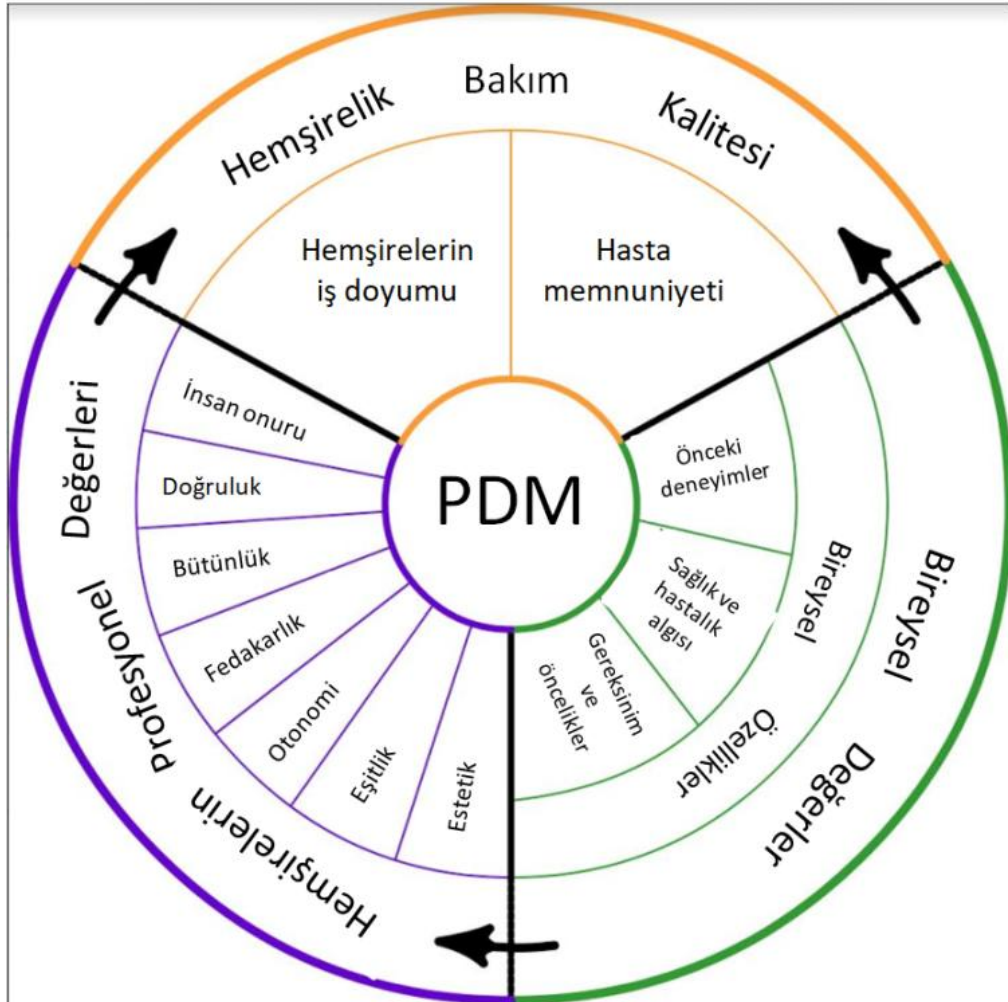 Hemşirelik Bakım Kalitesi
Hemşirelerin
iş doyumu
Hasta
memnuniyeti
PDM
Hemşirelerin Profesyonel Değerleri
İnsan onuru
Doğruluk
Bütünlük
Fedakarlık
Otonomi
Eşitlik
Estetik
Bireysel Değerler
Bireysel Özellikler
Önceki
deneyimler
Sağlık ve
hastalık
algısı
Gereksinim
ve
öncelikler